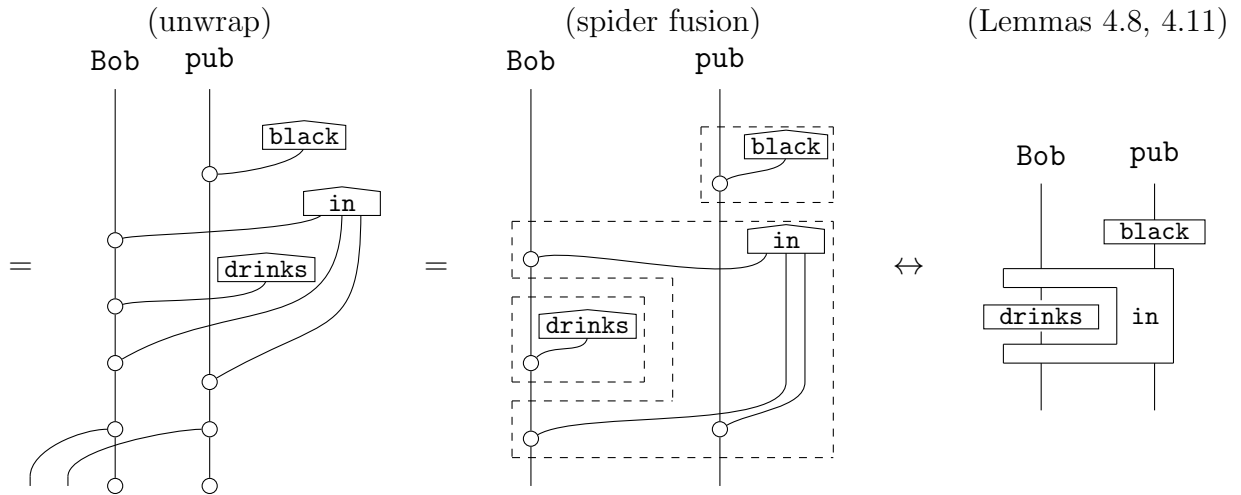 (unwrap) (spider fusion) (Lemmas 4.8, 4.11)
Bob pub Bob pub
black black Bob pub
in in black
= drinks = ↔
drinks drinks in